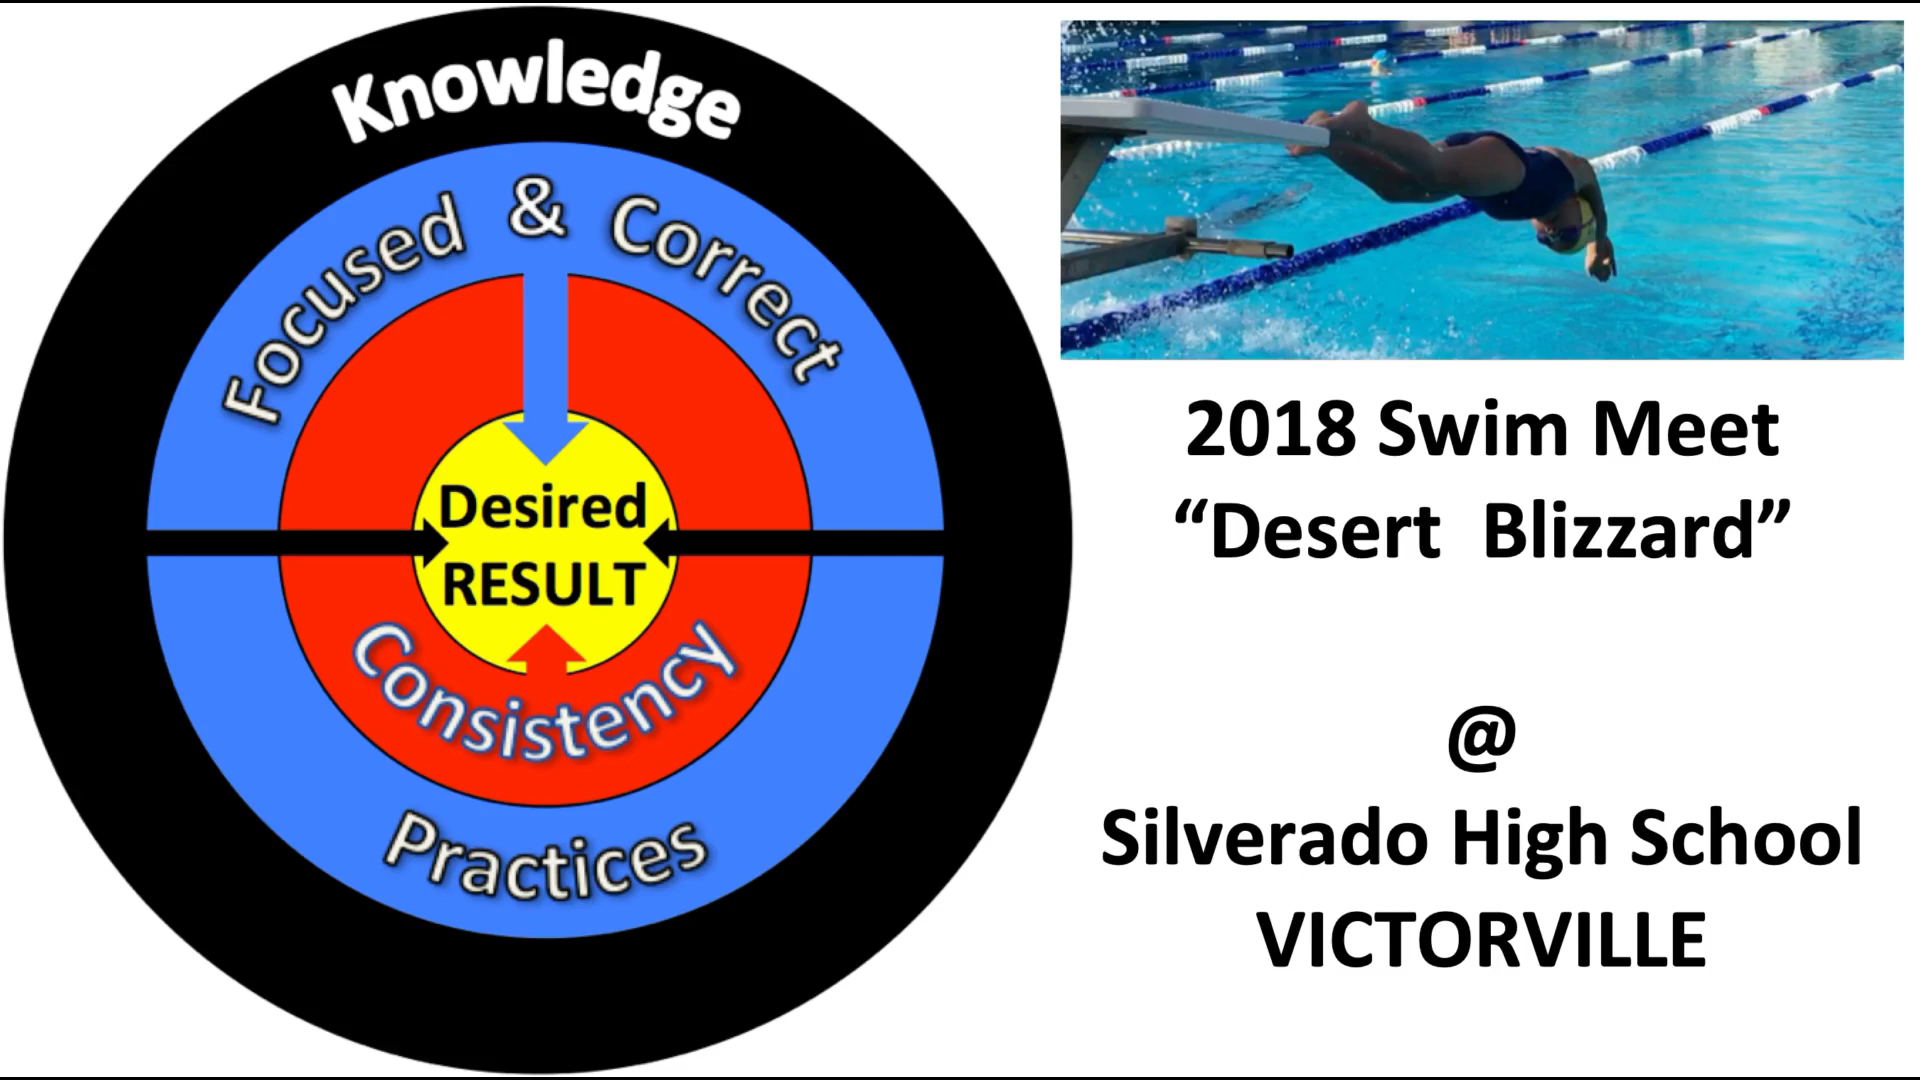 Knowledge
Focused & Correct
Desired
RESULT
Consistency
Practices
2018 Swim Meet
“Desert Blizzard”
@
Silverado High School
VICTORVILLE